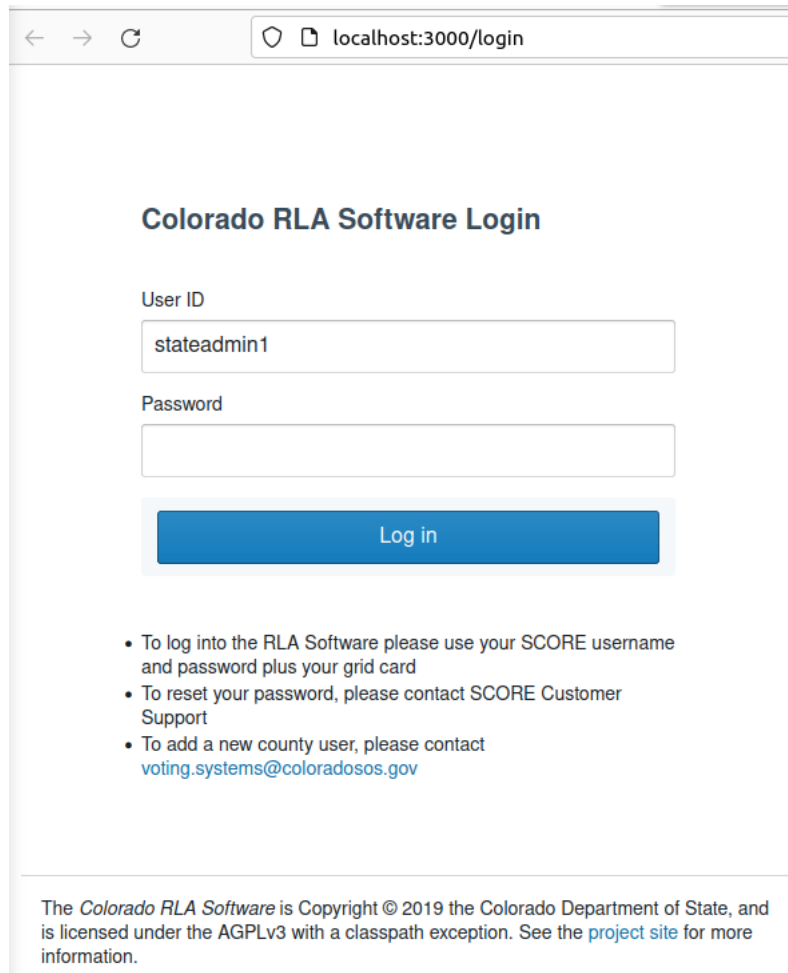 localhost:3000/login
Colorado RLA Software Login
User ID
stateadmin1
Password
Log in
• To log into the RLA Software please use your SCORE username
and password plus your grid card
• To reset your password, please contact SCORE Customer
Support
• To add a new county user, please contact
voting.systems@coloradosos.gov
The Colorado RLA Software is Copyright © 2019 the Colorado Department of State, and
is licensed under the AGPLv3 with a classpath exception. See the project site for more
information.